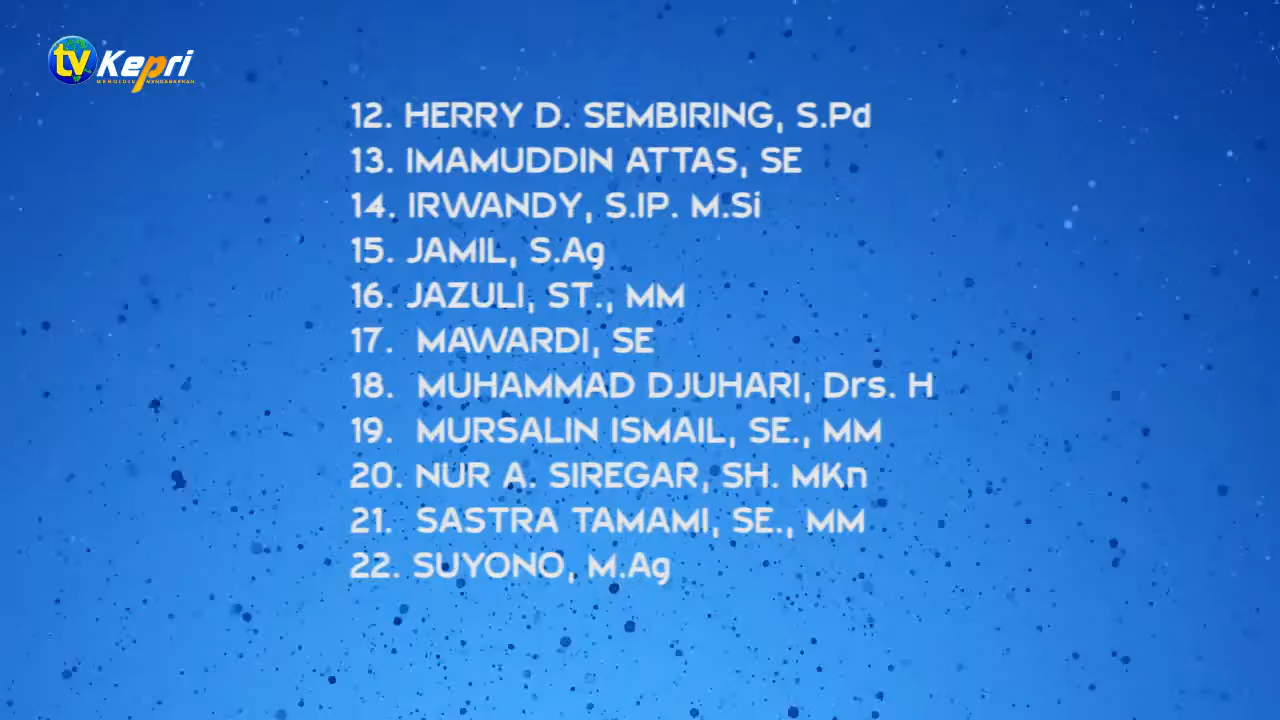 tv Kepri
12. HERRY D. SEMBIRING, S.Pd
13. IMAMUDDIN ATTAS, SE
14. IRWANDY, S.IP. M.Si
15. JAMIL, S.Ag
16. JAZULI, ST., MM
17. MAWARDI, SE
18. MUHAMMAD DJUHARI, Drs. H
19. MURSALIN ISMAIL, SE., MM
20. NUR A. SIREGAR, SH. MKn
21. SASTRA TAMAMI, SE., MM
22. SUYONO, M.Ag